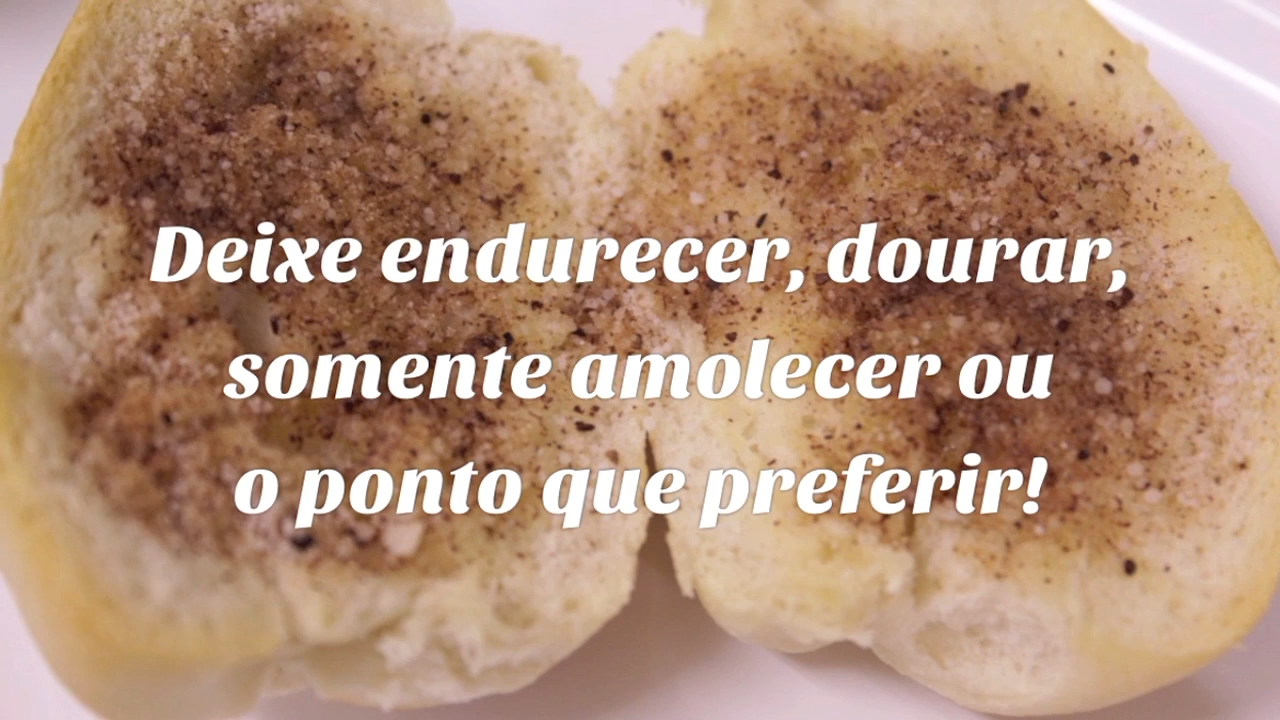 Deixe endurecer, dourar,
somente amolecer ou
o ponto que preferir!